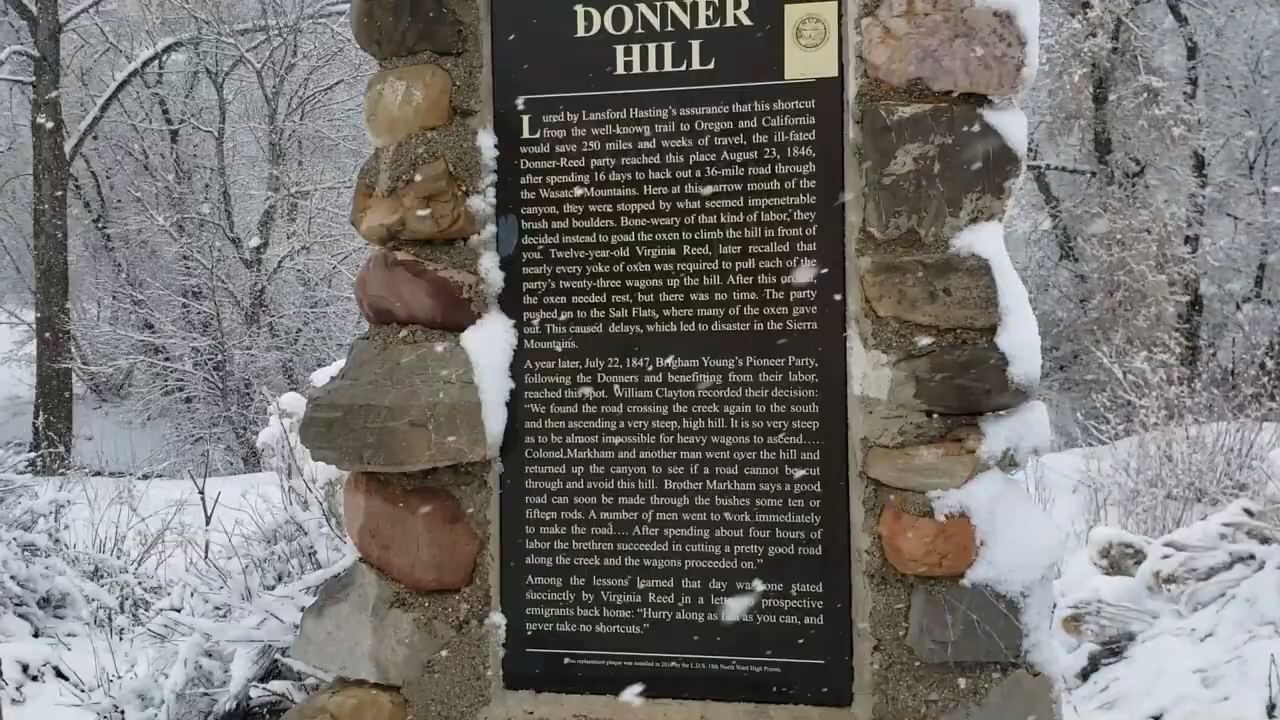 DONNER
HILL
Lured by Lansford Hasting's assurance that his shortcut
from the well-known trail to Oregon and California
would save 250 miles and weeks of travel, the ill-fated
Donner-Reed party reached this place August 23, 1846,
after spending 16 days to hack out a 36-mile road through
the Wasatch Mountains. Here at this narrow mouth of the
canyon, they were stopped by what seemed impenetrable
brush and boulders. Bone-weary of that kind of labor, they
decided instead to goad the oxen to climb the hill in front of
you. Twelve-year-old Virginia Reed, later recalled that
nearly every yoke of oxen was required to pull each of the
party's twenty-three wagons up the hill. After this ordeal,
the oxen needed rest, but there was no time. The party
pushed on to the Salt Flats, where many of the oxen gave
out. This caused delays, which led to disaster in the Sierra
Mountains.
A year later, July 22, 1847, Brigham Young's Pioneer Party,
following the Donners and benefitting from their labor,
reached this spot. William Clayton recorded their decision:
"We found the road crossing the creek again to the south
and then ascending a very steep, high hill. It is so very steep
as to be almost impossible for heavy wagons to ascend....
Colonel Markham and another man went over the hill and
returned up the canyon to see if a road cannot be cut
through and avoid this hill. Brother Markham says a good
road can soon be made through the bushes some ten or
fifteen rods. A number of men went to work immediately
to make the road.... After spending about four hours of
labor the brethren succeeded in cutting a pretty good road
along the creek and the wagons proceeded on."
Among the lessons learned that day was one stated
succinctly by Virginia Reed in a letter to prospective
emigrants back home: "Hurry along as fast as you can, and
never take no shortcuts."
This replacement plaque was installed in 2016 by the L.D.S. 18th North Ward High Priests.